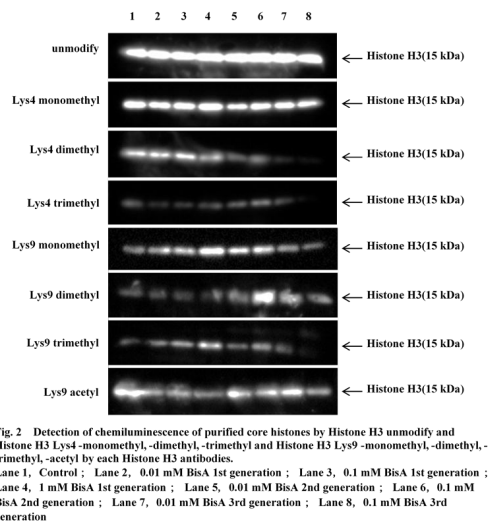 1 2 3 4 5 6 7 8
unmodify Histone H3(15 kDa)
Lys4 monomethyl Histone H3(15 kDa)
Lys4 dimethyl Histone H3(15 kDa)
Lys4 trimethyl Histone H3(15 kDa)
Lys9 monomethyl Histone H3(15 kDa)
Lys9 dimethyl Histone H3(15 kDa)
Lys9 trimethyl Histone H3(15 kDa)
Lys9 acetyl Histone H3(15 kDa)
ig. 2 Detection of chemiluminescence of purified core histones by Histone H3 unmodify and
istone H3 Lys4 -monomethyl, -dimethyl, -trimethyl and Histone H3 Lys9 -monomethyl, -dimethyl, -
rimethyl, -acetyl by each Histone H3 antibodies.
ane 1, Control ; Lane 2, 0.01 mM BisA 1st generation ; Lane 3, 0.1 mM BisA 1st generation ;
ane 4, 1 mM BisA 1st generation ; Lane 5, 0.01 mM BisA 2nd generation ; Lane 6, 0.1 mM
isA 2nd generation ; Lane 7, 0.01 mM BisA 3rd generation ; Lane 8, 0.1 mM BisA 3rd
eneration